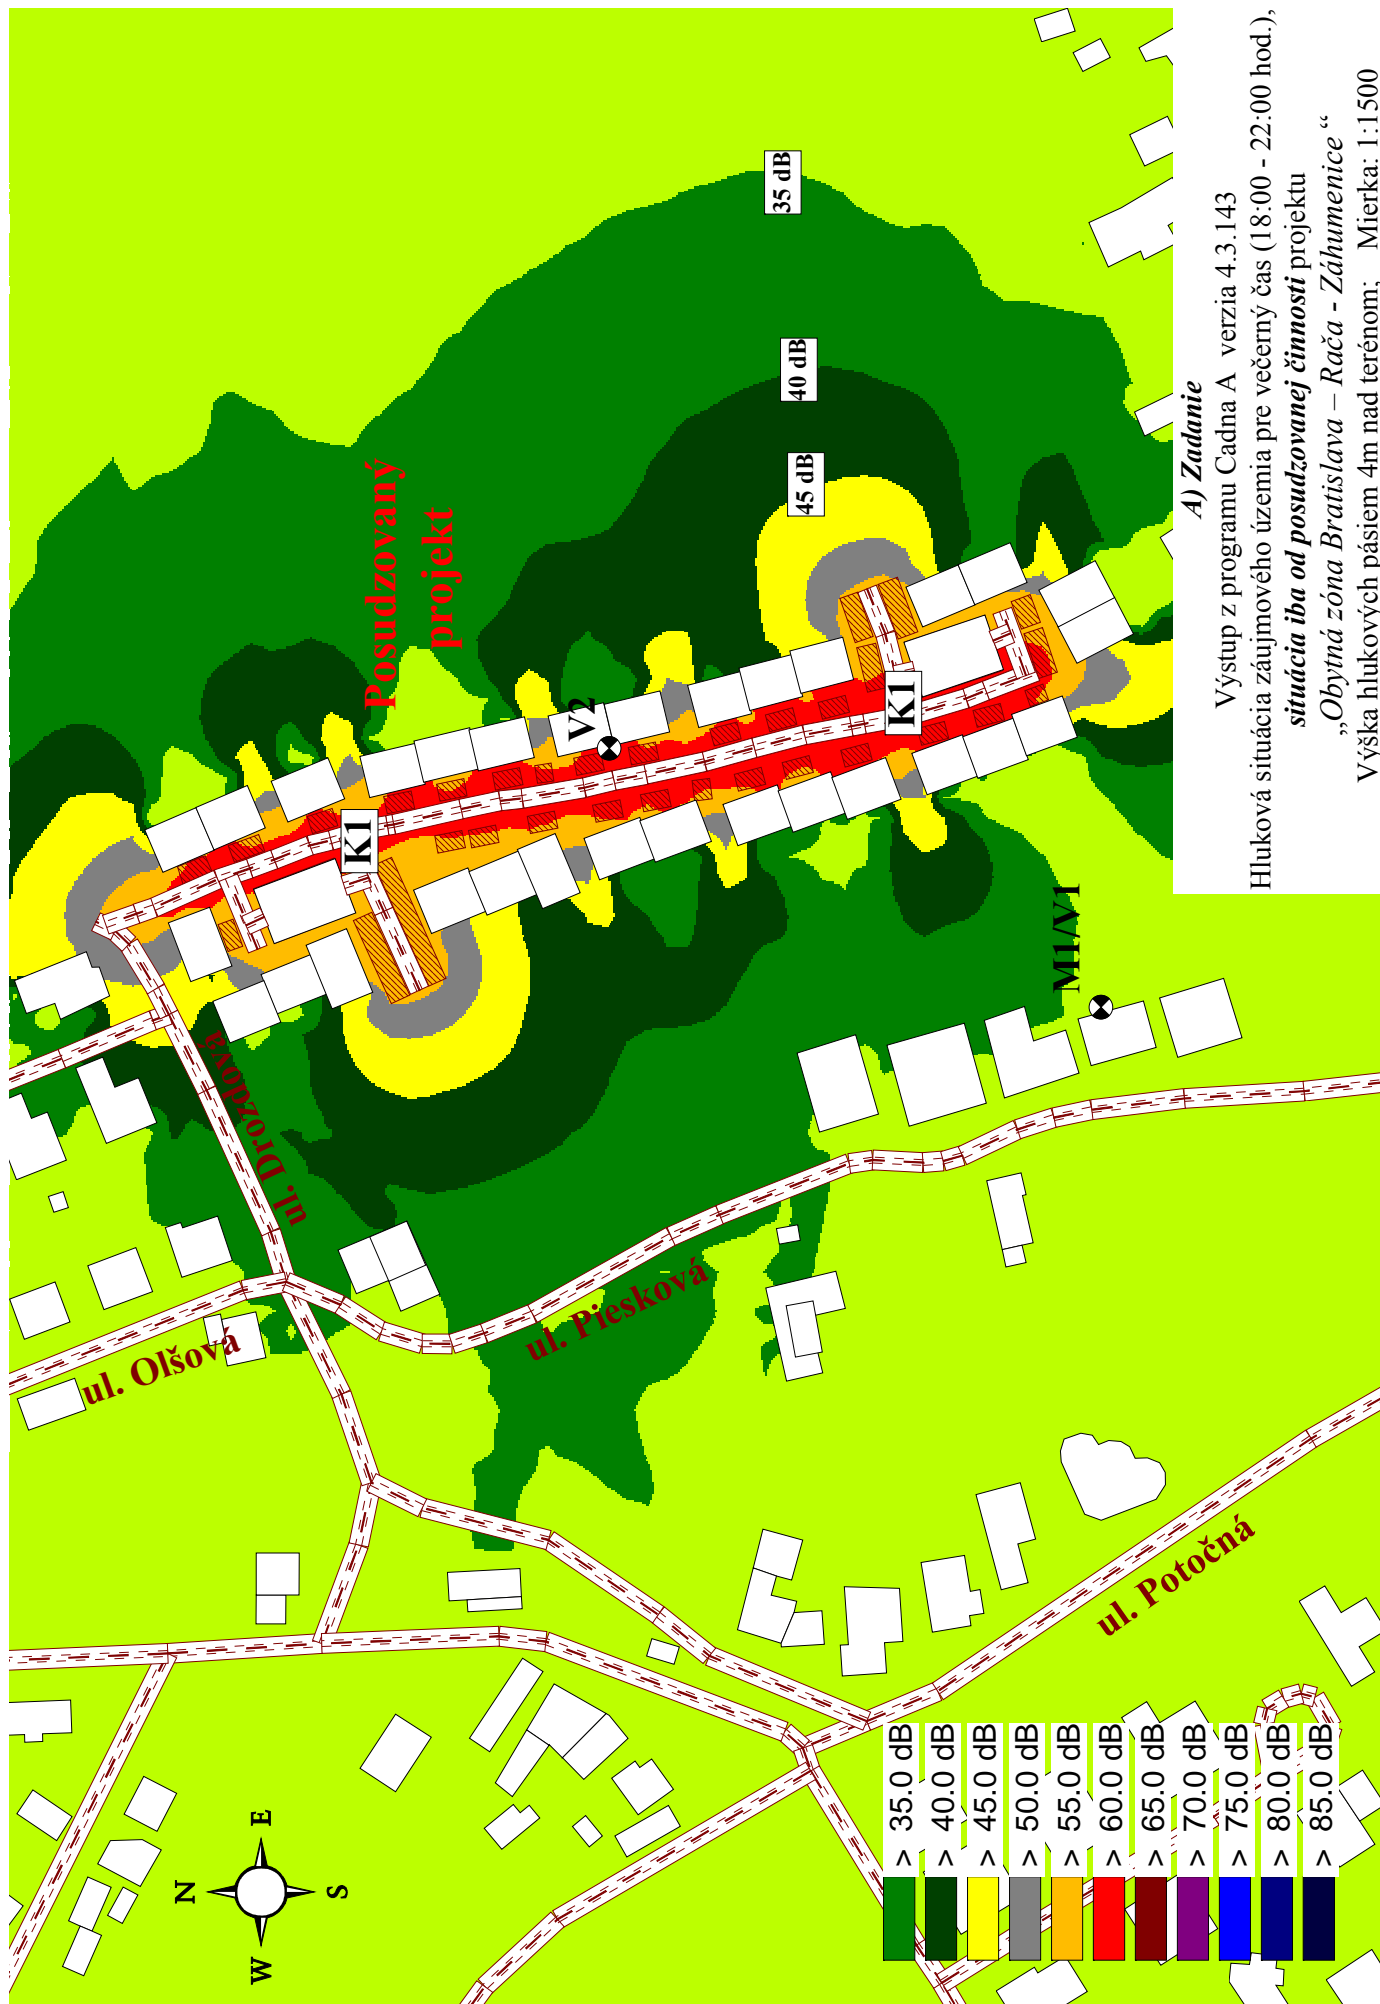 A) Zadanie
Výstup z programu Cadna A verzia 4.3.143
Hluková situácia záujmového územia pre večerný čas (18:00 - 22:00 hod.),
situácia iba od posudzovanej činnosti projektu
„Obytná zóna Bratislava – Rača - Záhumenice“
Výška hlukových pásiem 4m nad terénom; Mierka: 1:1500
35 dB
40 dB
45 dB
Posudzovaný
projekt
V2
K1
K1
M1/V1
ul. Drozdova
ul. Olšová
ul. Piesková
ul. Potočná
N
E
S
W
> 35.0 dB
> 40.0 dB
> 45.0 dB
> 50.0 dB
> 55.0 dB
> 60.0 dB
> 65.0 dB
> 70.0 dB
> 75.0 dB
> 80.0 dB
> 85.0 dB